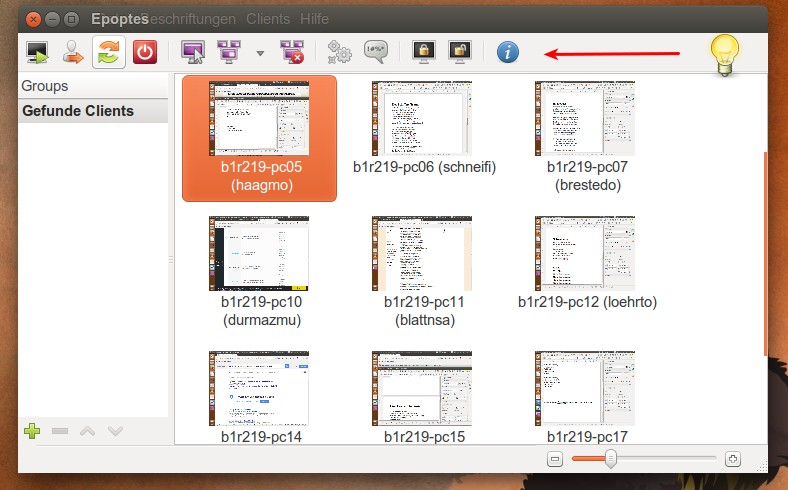 Epoptes Beschriftungen Clients Hilfe
!#%*
Groups
Gefunde Clients
b1r219-pc05
(haagmo)
b1r219-pc06 (schneifi)
b1r219-pc07
(brestedo)
b1r219-pc10
(durmazmu)
b1r219-pc11
(blattnsa)
b1r219-pc12 (loehrto)
b1r219-pc14
b1r219-pc15
b1r219-pc17